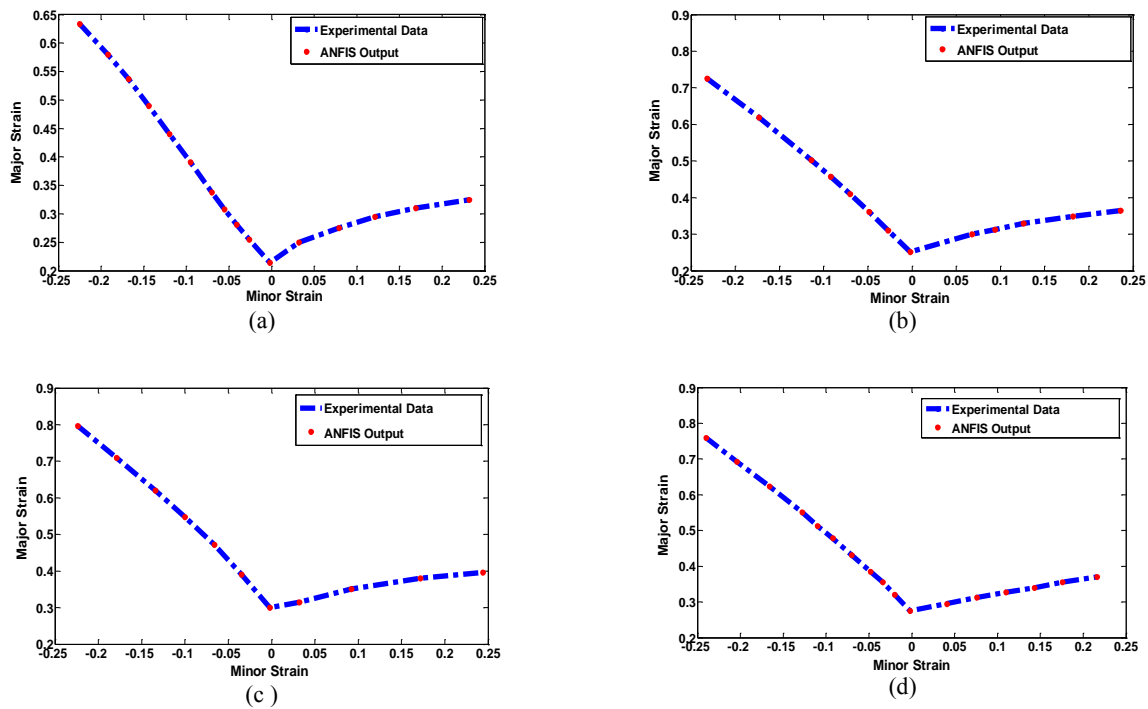 0.65
0.6
0.55
0.5
0.45
0.4
0.35
0.3
0.25
0.2
Major Strain
Experimental Data
ANFIS Output
-0.25 -0.2 -0.15 -0.1 -0.05 0 0.05 0.1 0.15 0.2 0.25
Minor Strain
(a)
0.9
0.8
0.7
0.6
0.5
0.4
0.3
0.2
Major Strain
Experimental Data
ANFIS Output
-0.25 -0.2 -0.15 -0.1 -0.05 0 0.05 0.1 0.15 0.2 0.25
Minor Strain
(b)
0.9
0.8
0.7
0.6
0.5
0.4
0.3
0.2
Major Strain
Experimental Data
ANFIS Output
-0.25 -0.2 -0.15 -0.1 -0.05 0 0.05 0.1 0.15 0.2 0.25
Minor Strain
(c )
0.9
0.8
0.7
0.6
0.5
0.4
0.3
0.2
Major Strain
Experimental Data
ANFIS Output
-0.25 -0.2 -0.15 -0.1 -0.05 0 0.05 0.1 0.15 0.2 0.25
Minor Strain
(d)